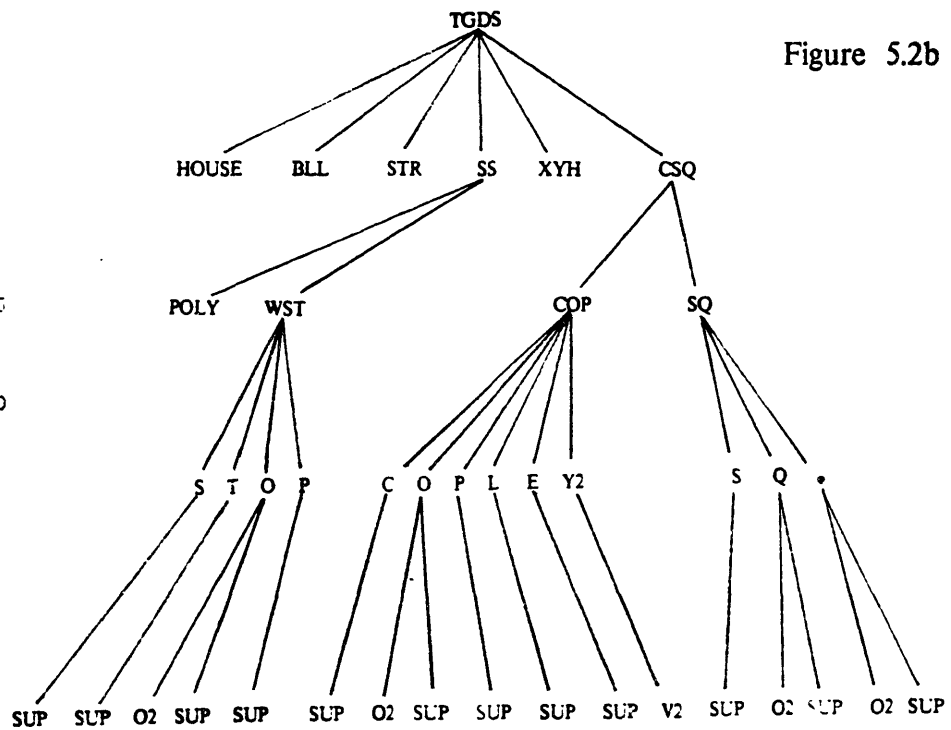 TGDS
Figure 5.2b
HOUSE BLL STR SS XYH CSQ
POLY WST COP SQ
S T O P C O P L E Y2 S Q .
SUP SUP O2 SUP SUP SUP O2 SUP SUP SUP SUP V2 SUP O2 SUP O2 SUP